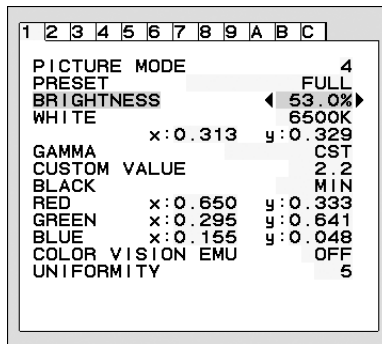 1 2 3 4 5 6 7 8 9 A B C
PICTURE MODE 4
PRESET FULL
BRIGHTNESS 53.0%
WHITE 6500K
x:0.313 y:0.329
GAMMA CST
CUSTOM VALUE 2.2
BLACK MIN
RED x:0.650 y:0.333
GREEN x:0.295 y:0.641
BLUE x:0.155 y:0.048
COLOR VISION EMU OFF
UNIFORMITY 5